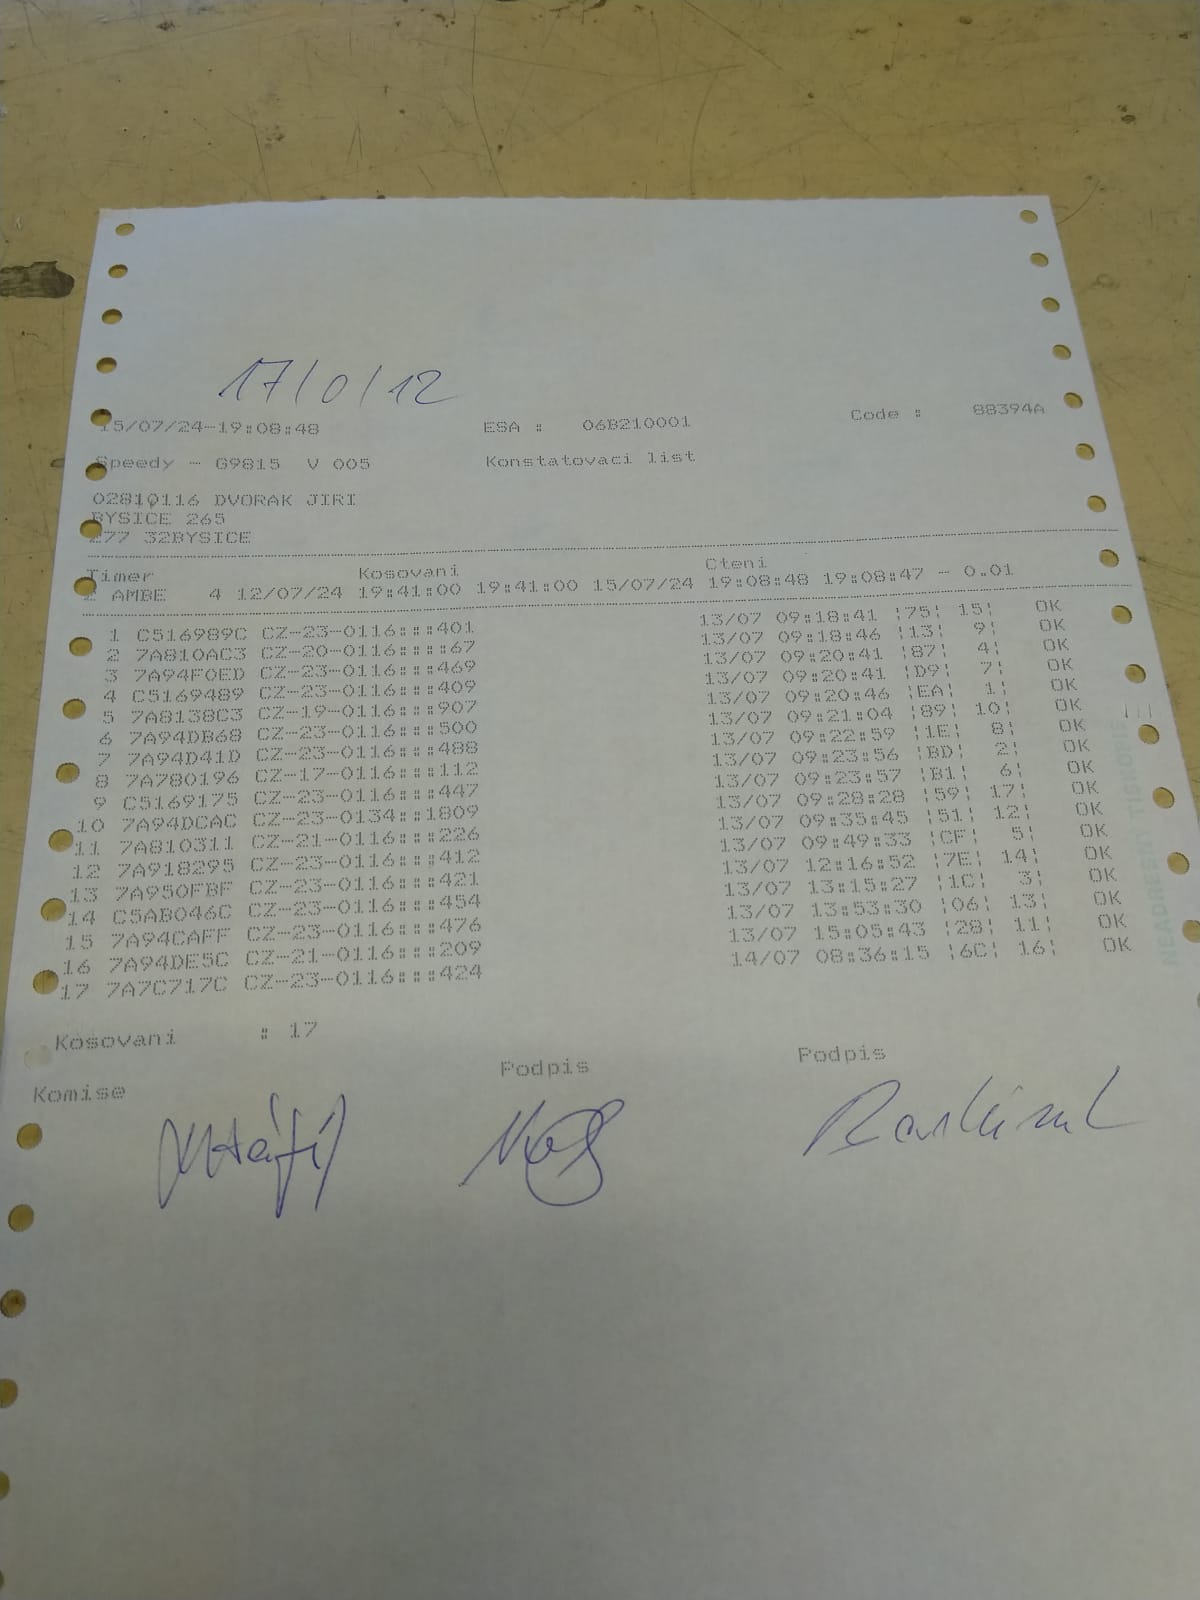 17/0/12
15/07/24-19:08:48 ESA : 06B210001 Code : 88394A
Speedy - G9815 V 005 Konstatovaci list
02810116 DVORAK JIRI
BYSICE 265
277 32BYSICE
Timer Kosovani Cteni
2 AMBE 4 12/07/24 19:41:00 19:41:00 15/07/24 19:08:48 19:08:47 - 0.01
1 C516989C CZ-23-0116:::401 13/07 09:18:41 ¦75¦ 15¦ OK
2 7A810AC3 CZ-20-0116::::67 13/07 09:18:46 ¦13¦ 9¦ OK
3 7A94F0ED CZ-23-0116:::469 13/07 09:20:41 ¦87¦ 4¦ OK
4 C5169489 CZ-23-0116:::409 13/07 09:20:41 ¦D9¦ 7¦ OK
5 7A8138C3 CZ-19-0116:::907 13/07 09:20:46 ¦EA¦ 1¦ OK
6 7A94DB68 CZ-23-0116:::500 13/07 09:21:04 ¦89¦ 10¦ OK
7 7A94D41D CZ-23-0116:::488 13/07 09:22:59 ¦1E¦ 8¦ OK
8 7A780196 CZ-17-0116:::112 13/07 09:23:56 ¦BD¦ 2¦ OK
9 C5169175 CZ-23-0116:::447 13/07 09:23:57 ¦B1¦ 6¦ OK
10 7A94DCAC CZ-23-0134::1809 13/07 09:28:28 ¦59¦ 17¦ OK
11 7A810311 CZ-21-0116:::226 13/07 09:35:45 ¦51¦ 12¦ OK
12 7A918295 CZ-23-0116:::412 13/07 09:49:33 ¦CF¦ 5¦ OK
13 7A950FBF CZ-23-0116:::421 13/07 12:16:52 ¦7E¦ 14¦ OK
14 C5AB046C CZ-23-0116:::454 13/07 13:15:27 ¦1C¦ 3¦ OK
15 7A94CAFF CZ-23-0116:::476 13/07 13:53:30 ¦06¦ 13¦ OK
16 7A94DE5C CZ-21-0116:::209 13/07 15:05:43 ¦28¦ 11¦ OK
17 7A7C717C CZ-23-0116:::424 14/07 08:36:15 ¦6C¦ 16¦ OK
Kosovani : 17
Komise Podpis Podpis